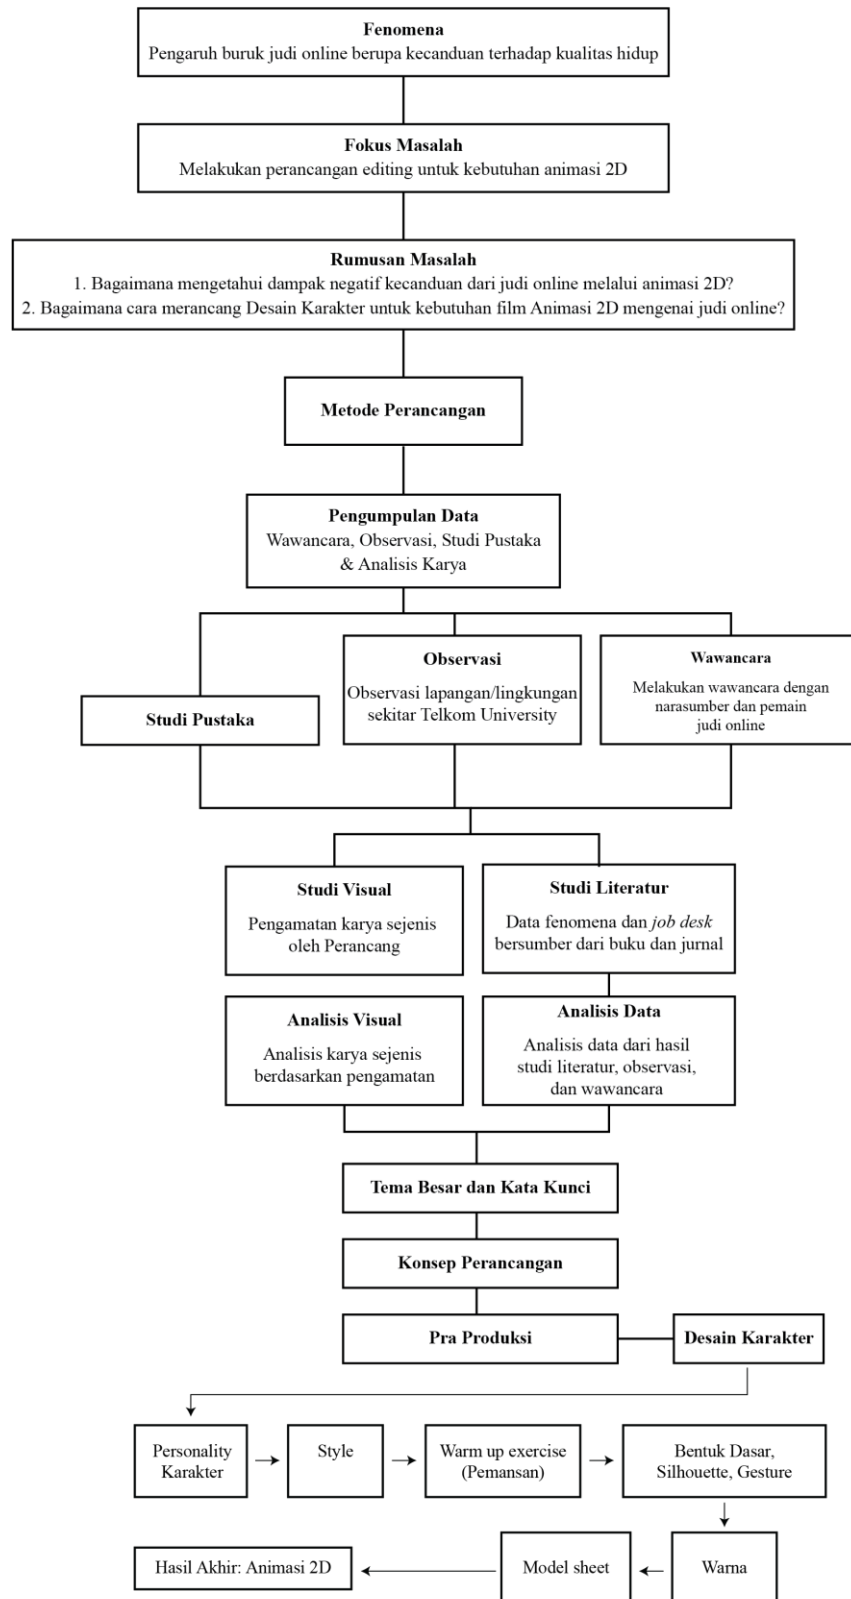 Fenomena
Pengaruh buruk judi online berupa kecanduan terhadap kualitas hidup
Fokus Masalah
Melakukan perancangan editing untuk kebutuhan animasi 2D
Rumusan Masalah
1. Bagaimana mengetahui dampak negatif kecanduan dari judi online melalui animasi 2D?
2. Bagaimana cara merancang Desain Karakter untuk kebutuhan film Animasi 2D mengenai judi online?
Metode Perancangan
Pengumpulan Data
Wawancara, Observasi, Studi Pustaka
& Analisis Karya
Studi Pustaka
Observasi
Observasi lapangan/lingkungan
sekitar Telkom University
Wawancara
Melakukan wawancara dengan
narasumber dan pemain
judi online
Studi Visual
Pengamatan karya sejenis
oleh Perancang
Studi Literatur
Data fenomena dan job desk
bersumber dari buku dan jurnal
Analisis Visual
Analisis karya sejenis
berdasarkan pengamatan
Analisis Data
Analisis data dari hasil
studi literatur, observasi,
dan wawancara
Tema Besar dan Kata Kunci
Konsep Perancangan
Pra Produksi
Desain Karakter
Personality
Karakter
Style
Warm up exercise
(Pemansan)
Bentuk Dasar,
Silhouette, Gesture
Warna
Model sheet
Hasil Akhir: Animasi 2D